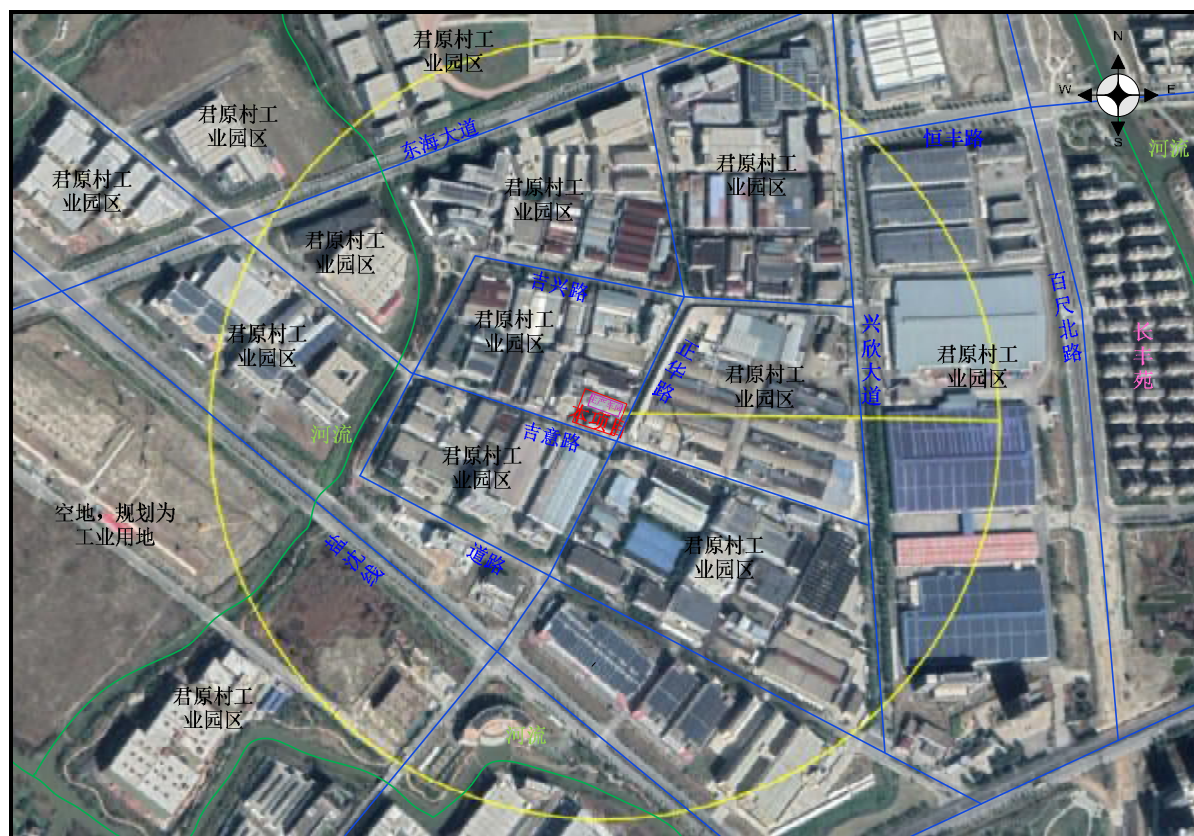 君原村工
业园区
N
君原村工
业园区
东海大道
W
E
S
恒丰路
河流
君原村工
业园区
君原村工
业园区
君原村工
业园区
君原村工
业园区
吉兴路
百尺北路
君原村工
业园区
君原村工
业园区
正华路
兴欣大道
君原村工
业园区
长丰苑
君原村工
业园区
本项目
吉意路
河流
君原村工
业园区
空地，规划为
工业用地
盐仓线
道路
君原村工
业园区
君原村工
业园区
河流